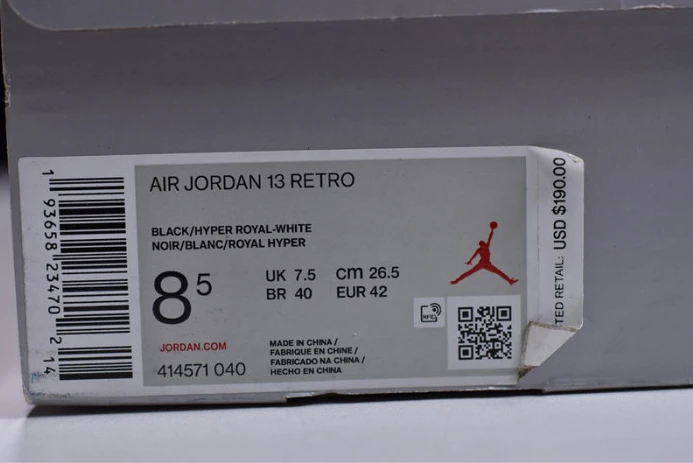 AIR JORDAN 13 RETRO
BLACK/HYPER ROYAL-WHITE
NOIR/BLANC/ROYAL HYPER
8 5
UK 7.5 cm 26.5
BR 40 EUR 42
JORDAN.COM
414571 040
MADE IN CHINA /
FABRIQUE EN CHINE /
FABRICADO NA CHINA /
HECHO EN CHINA
RFID
1 93658 23470 2 14
RETAIL: USD $190.00